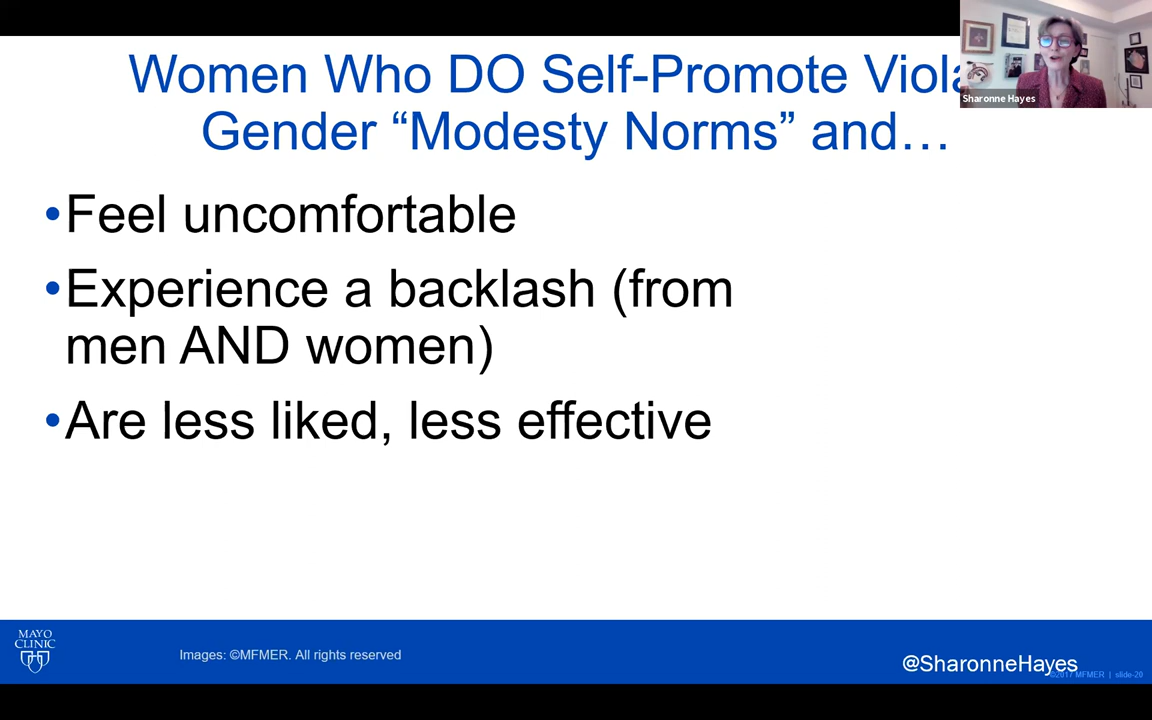 Women Who DO Self-Promote Viola
Gender “Modesty Norms” and…
Sharonne Hayes
•Feel uncomfortable
•Experience a backlash (from
men AND women)
•Are less liked, less effective
MAYO
CLINIC
Images: ©MFMER. All rights reserved
@SharonneHayes
©2017 MFMER | slide-20